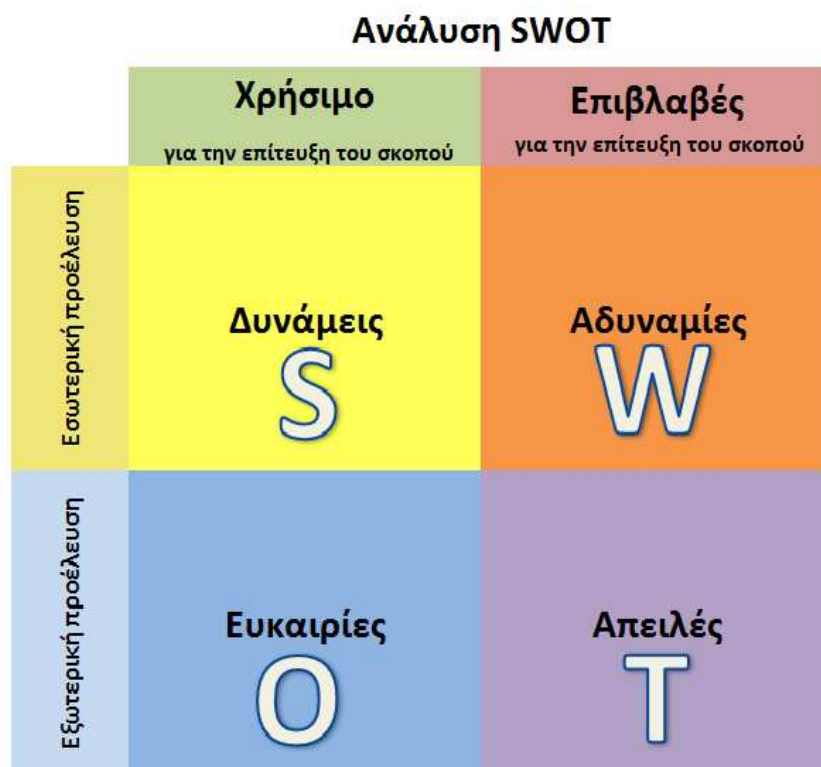 Ανάλυση SWOT
Χρήσιμο
για την επίτευξη του σκοπού
Επιβλαβές
για την επίτευξη του σκοπού
Εσωτερική προέλευση
Δυνάμεις
S
Αδυναμίες
W
Εξωτερική προέλευση
Ευκαιρίες
O
Απειλές
T